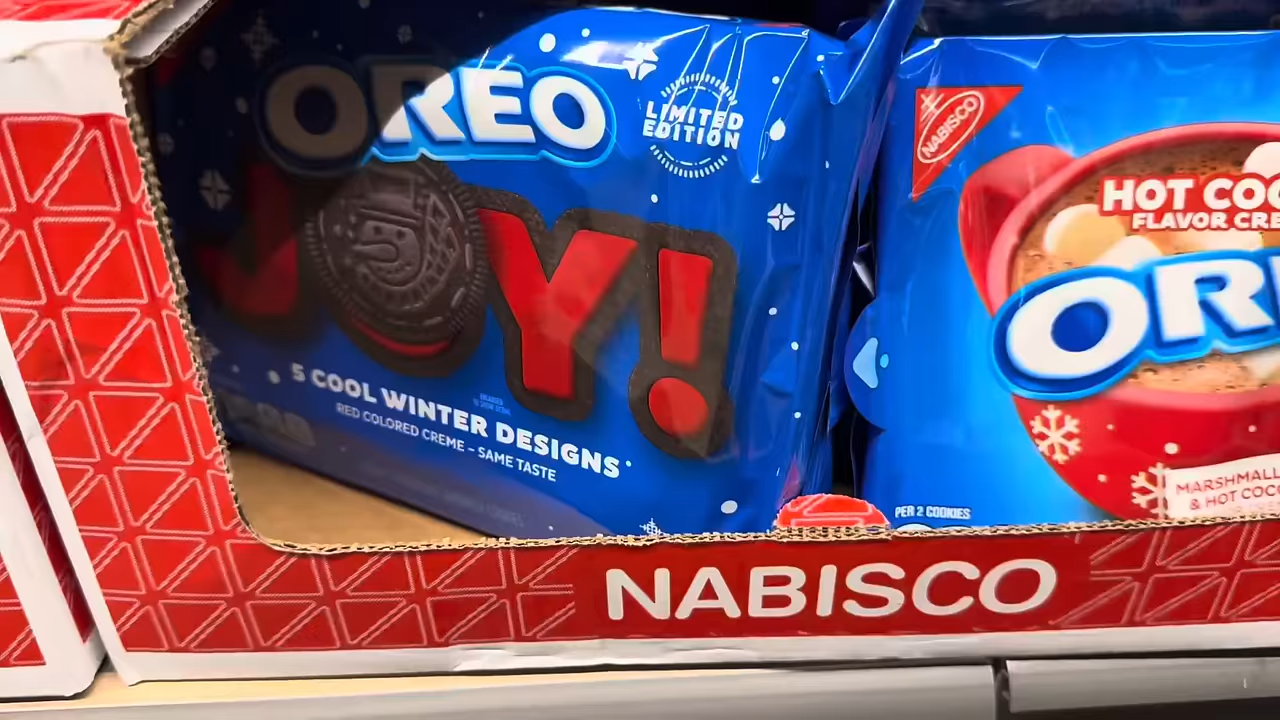 OREO
LIMITED
EDITION
JOY!
5 COOL WINTER DESIGNS
RED COLORED CREME – SAME TASTE
NABISCO
HOT COC
FLAVOR CRE
ORE
MARSHMALL
& HOT COCO
PER 2 COOKIES
NABISCO